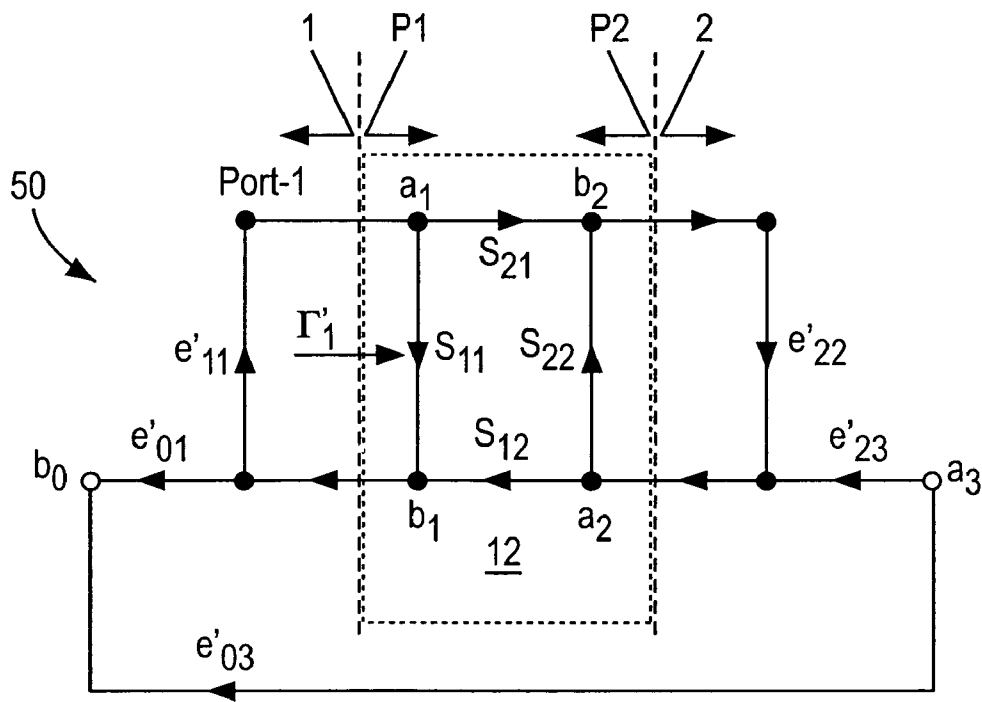 1 P1 P2 2
50
Port-1 a1 b2
S21
Γ'1
e'11 S11 S22 e'22
e'01 S12 e'23
b0 a3
b1 a2
12
e'03